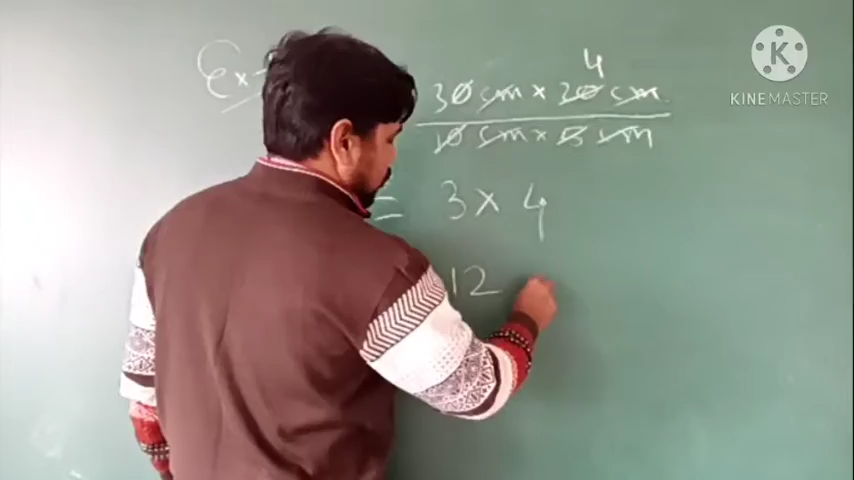 Ex-
30 cm × 20 cm
4
10 cm × 5 cm
= 3 × 4
12
K
KINEMASTER